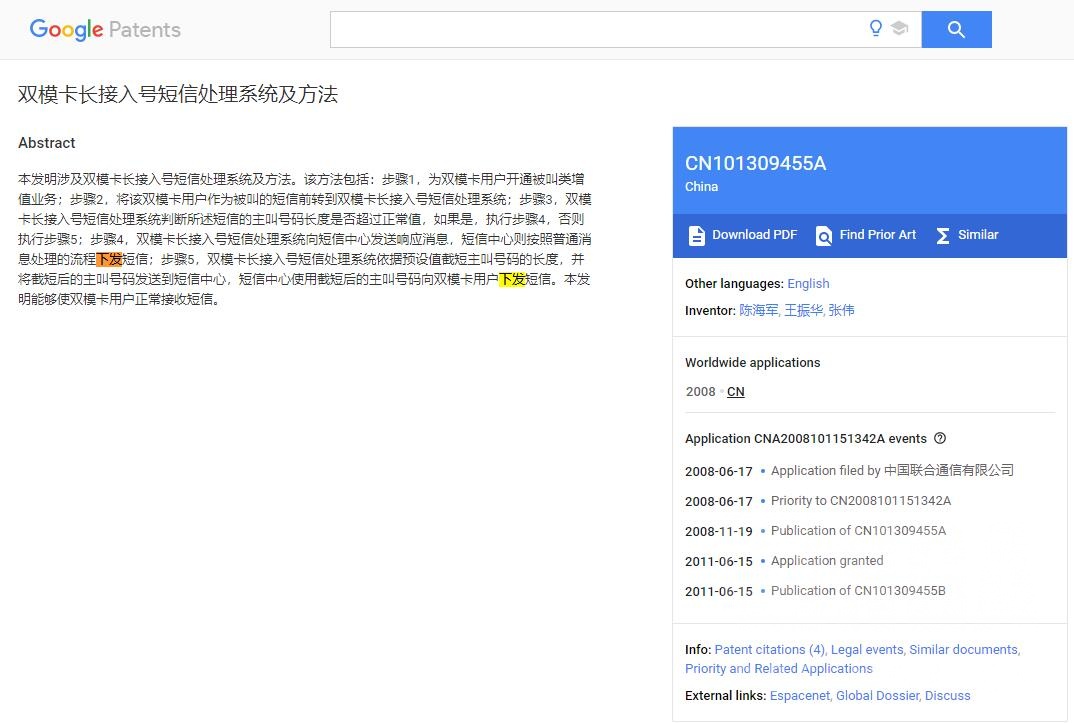 Google Patents
双模卡长接入号短信处理系统及方法
Abstract
本发明涉及双模卡长接入号短信处理系统及方法。该方法包括：步骤1，为双模卡用户开通被叫类增
值业务；步骤2，将该双模卡用户作为被叫的短信前转到双模卡长接入号短信处理系统；步骤3，双模
卡长接入号短信处理系统判断所述短信的主叫号码长度是否超过正常值，如果是，执行步骤4，否则
执行步骤5；步骤4，双模卡长接入号短信处理系统向短信中心发送响应消息，短信中心则按照普通消
息处理的流程下发短信；步骤5，双模卡长接入号短信处理系统依据预设值截短主叫号码的长度，并
将截短后的主叫号码发送到短信中心，短信中心使用截短后的主叫号码向双模卡用户下发短信。本发
明能够使双模卡用户正常接收短信。
CN101309455A
China
Download PDF Find Prior Art Similar
Other languages: English
Inventor: 陈海军, 王振华, 张伟
Worldwide applications
2008 CN
Application CNA2008101151342A events
2008-06-17 • Application filed by 中国联合通信有限公司
2008-06-17 • Priority to CN2008101151342A
2008-11-19 • Publication of CN101309455A
2011-06-15 • Application granted
2011-06-15 • Publication of CN101309455B
Info: Patent citations (4), Legal events, Similar documents,
Priority and Related Applications
External links: Espacenet, Global Dossier, Discuss